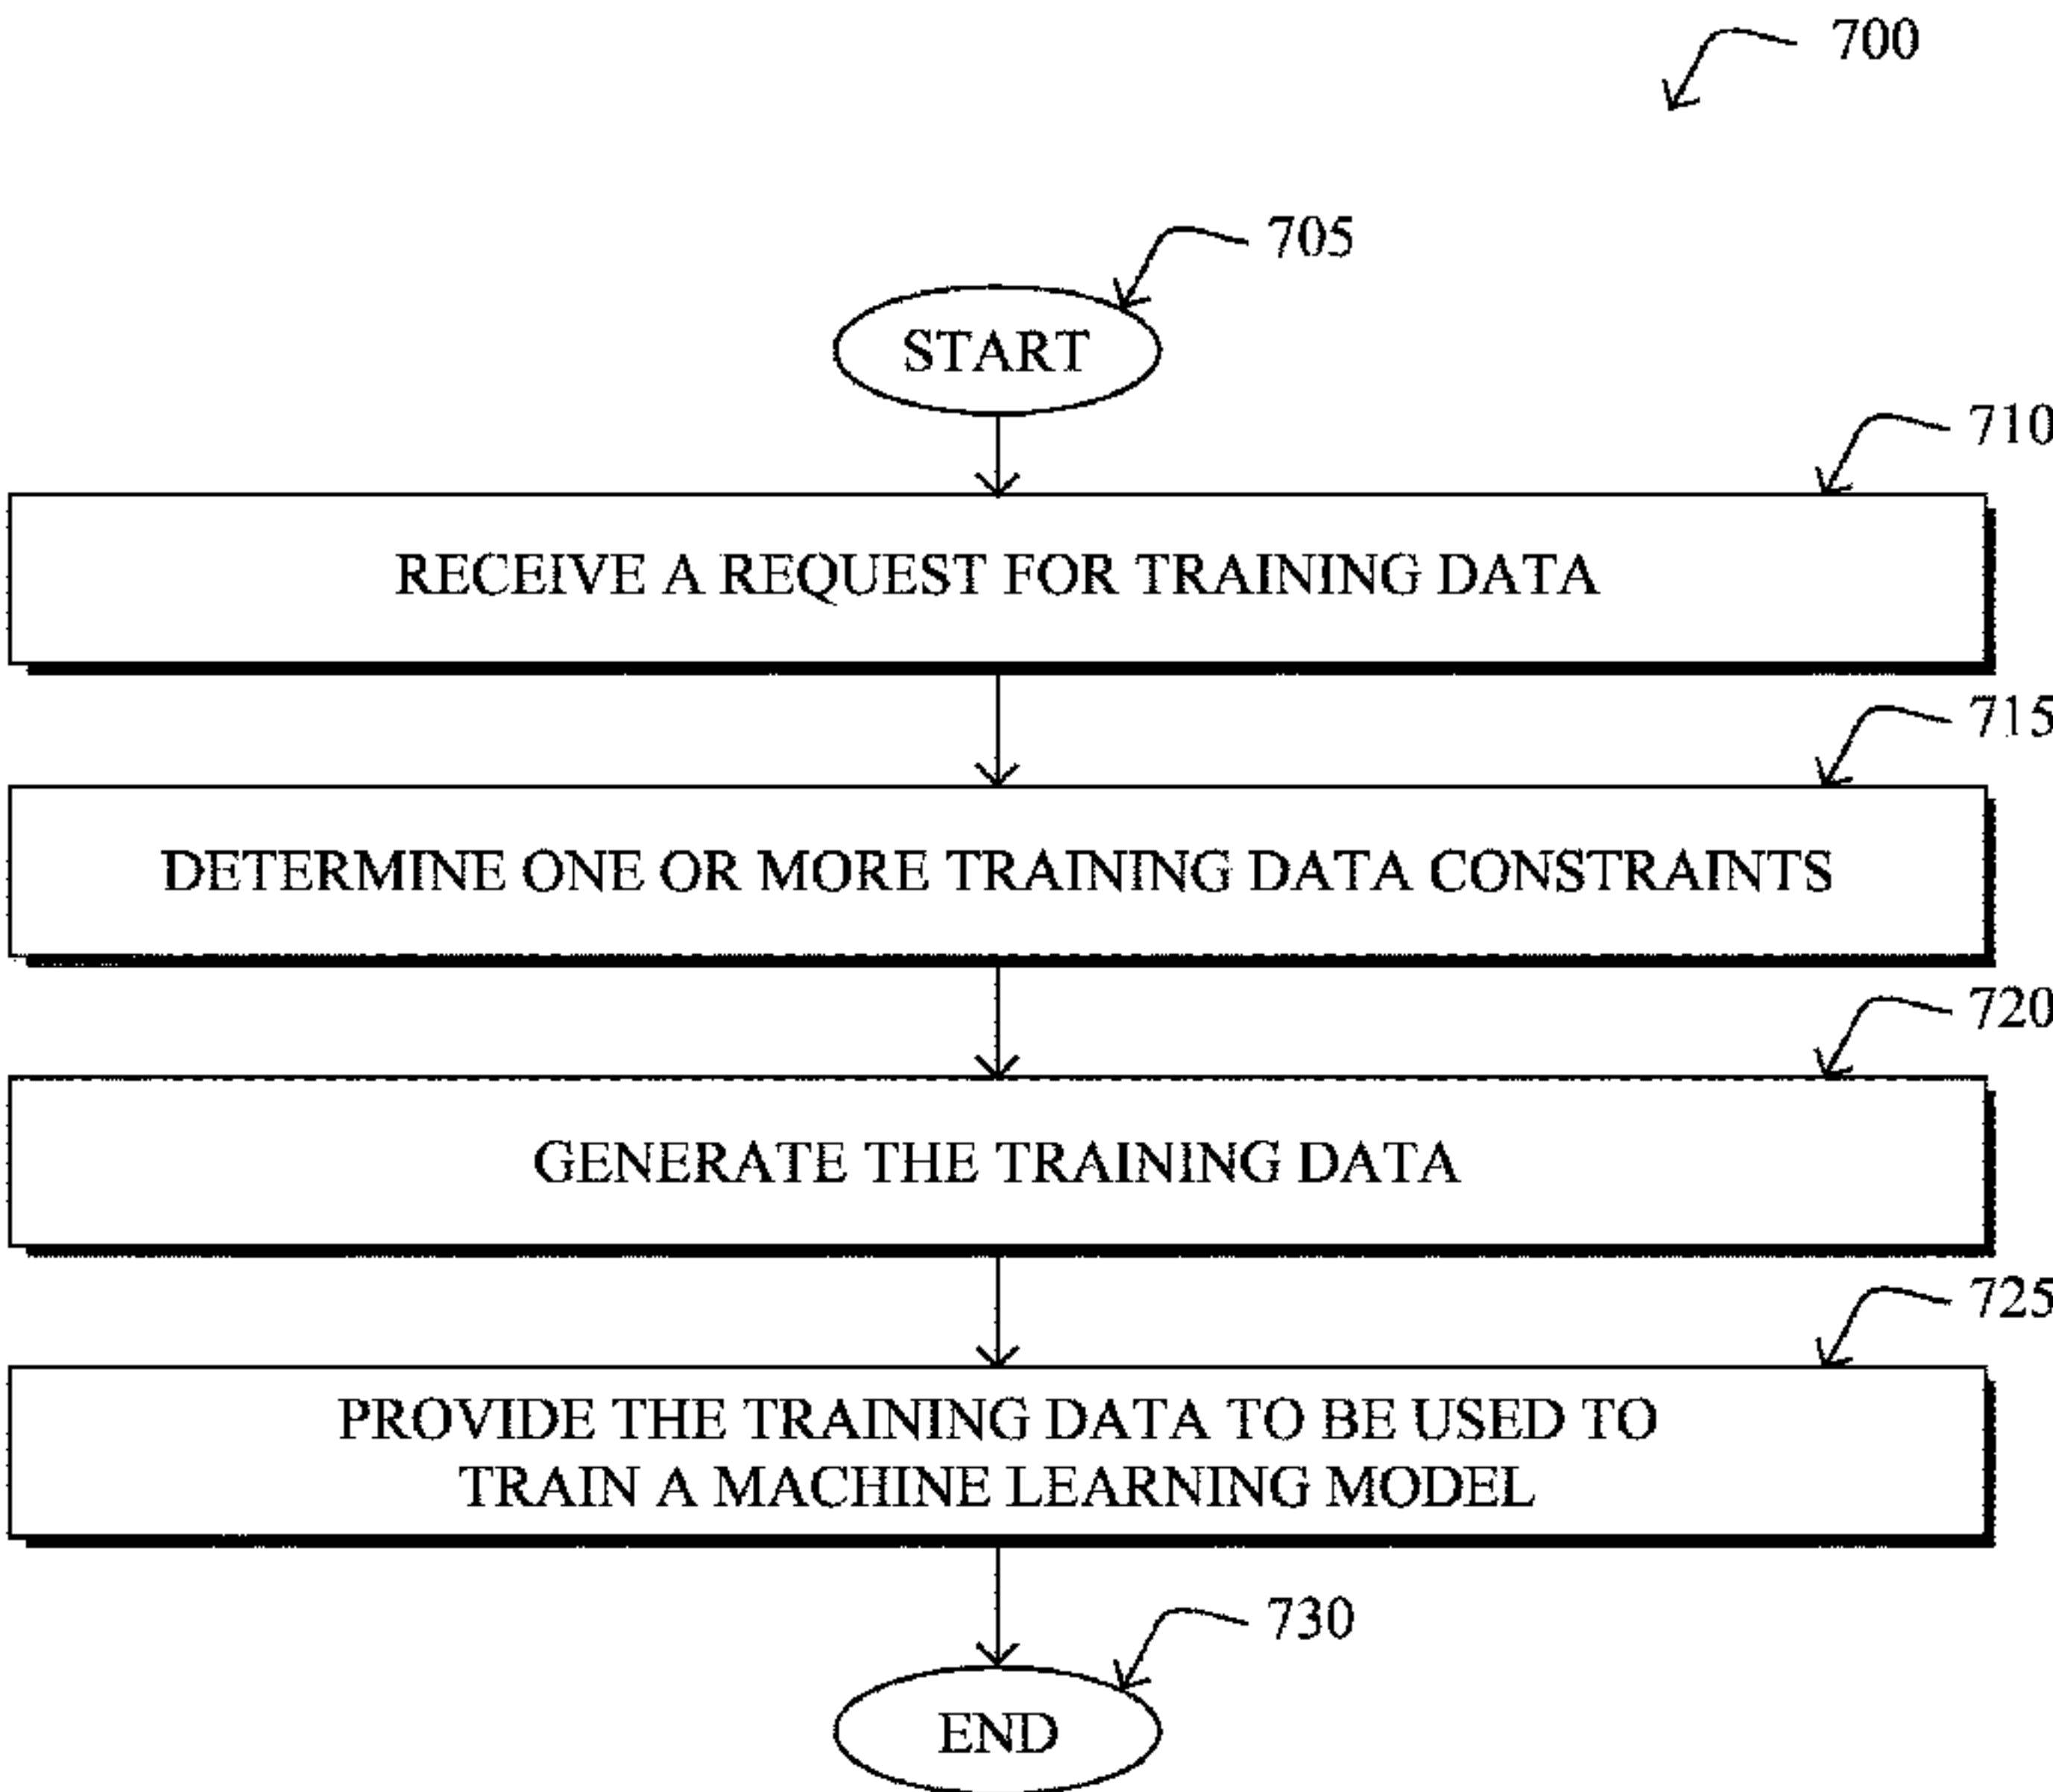 700
705
START
710
RECEIVE A REQUEST FOR TRAINING DATA
715
DETERMINE ONE OR MORE TRAINING DATA CONSTRAINTS
720
GENERATE THE TRAINING DATA
725
PROVIDE THE TRAINING DATA TO BE USED TO
TRAIN A MACHINE LEARNING MODEL
730
END